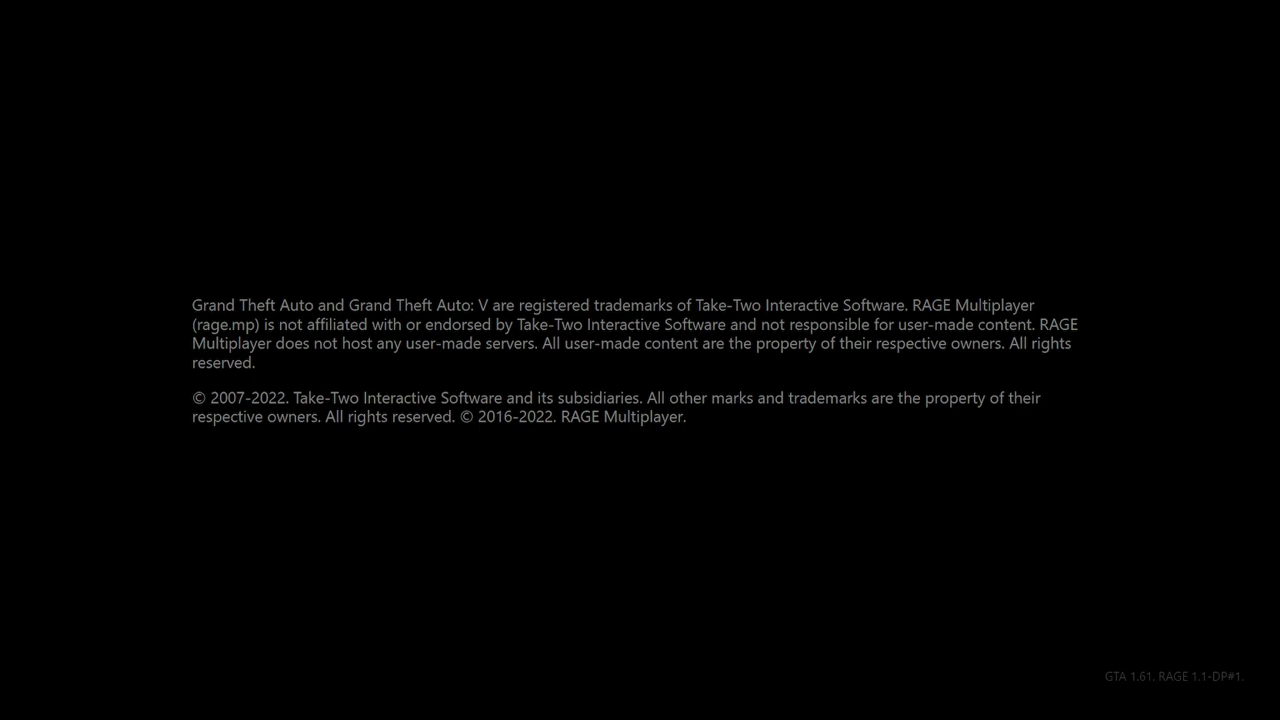 Grand Theft Auto and Grand Theft Auto: V are registered trademarks of Take-Two Interactive Software. RAGE Multiplayer
(rage.mp) is not affiliated with or endorsed by Take-Two Interactive Software and not responsible for user-made content. RAGE
Multiplayer does not host any user-made servers. All user-made content are the property of their respective owners. All rights
reserved.
© 2007-2022. Take-Two Interactive Software and its subsidiaries. All other marks and trademarks are the property of their
respective owners. All rights reserved. © 2016-2022. RAGE Multiplayer.
GTA 1.61. RAGE 1.1-DP#1.